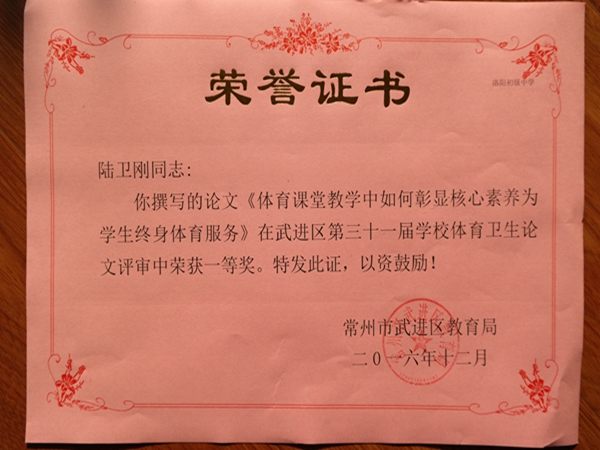 荣誉证书
洛阳初级中学
陆卫刚同志:
你撰写的论文《体育课堂教学中如何彰显核心素养为
学生终身体育服务》在武进区第三十一届学校体育卫生论
文评审中荣获一等奖。特发此证，以资鼓励！
常州市武进区教育局
二0一六年十二月